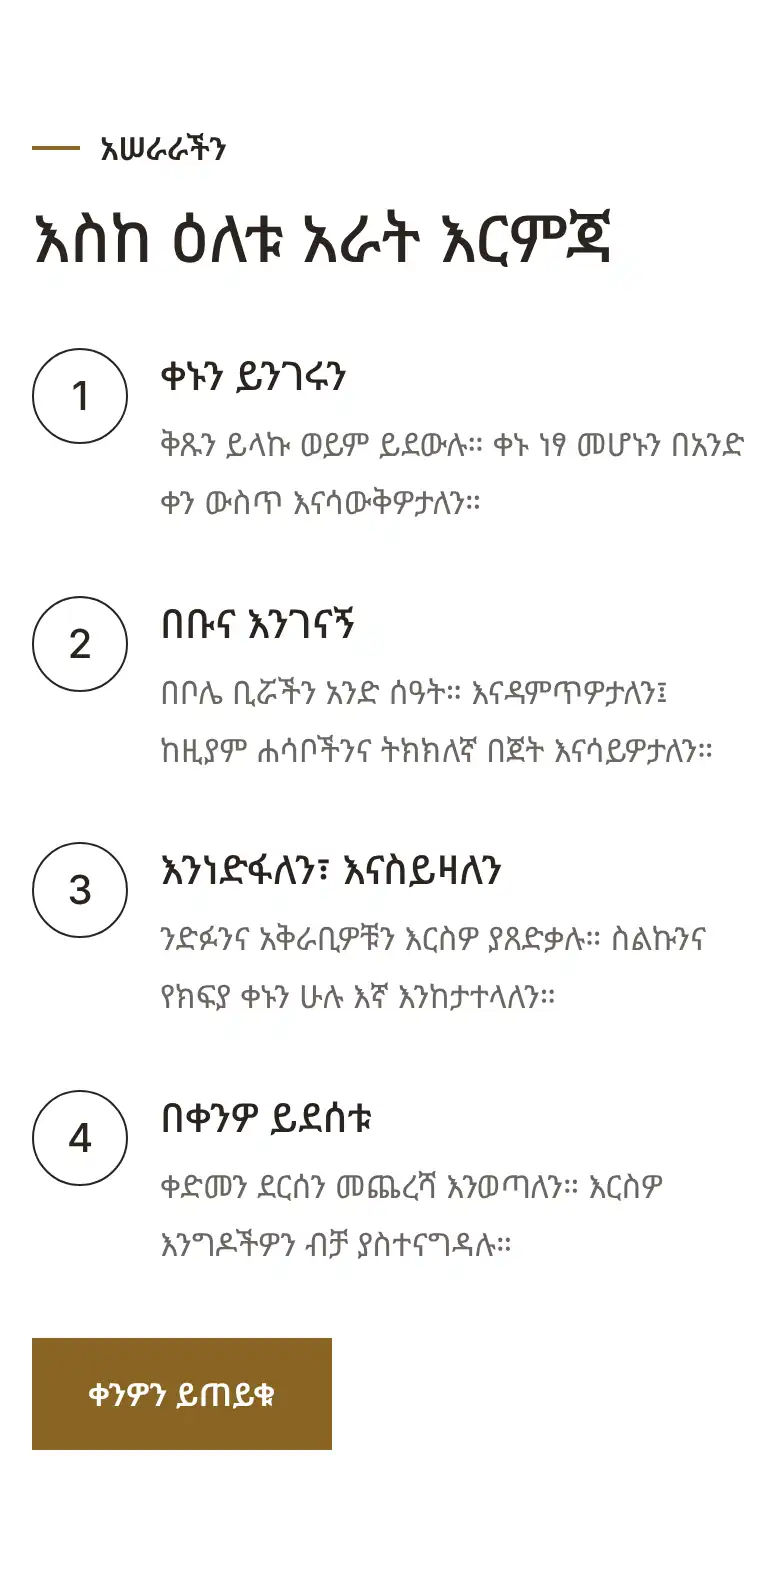 አሠራራችን
እስከ ዕለቱ አራት እርምጃ
1
ቀኑን ይንገሩን
ቅጹን ይላኩ ወይም ይደውሉ። ቀኑ ነፃ መሆኑን በአንድ
ቀን ውስጥ እናሳውቅዎታለን።
2
በቡና እንገናኝ
በቦሌ ቢሯችን አንድ ሰዓት። እናዳምጥዎታለን፤
ከዚያም ሐሳቦችንና ትክክለኛ በጀት እናሳይዎታለን።
3
እንነድፋለን፣ እናስይዛለን
ንድፉንና አቅራቢዎቹን እርስዎ ያጸድቃሉ። ስልኩንና
የክፍያ ቀኑን ሁሉ እኛ እንከታተላለን።
4
በቀንዎ ይደሰቱ
ቀድመን ደርሰን መጨረሻ እንወጣለን። እርስዎ
እንግዶችዎን ብቻ ያስተናግዳሉ።
ቀንዎን ይጠይቁ